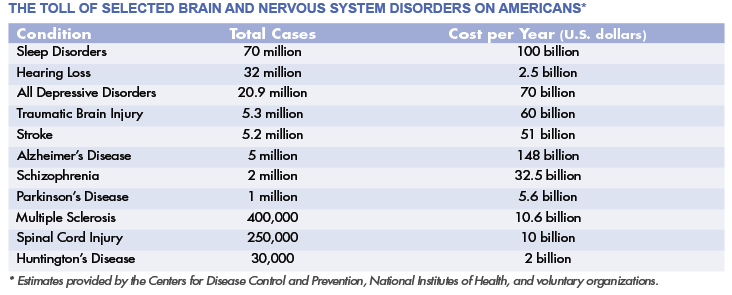 THE TOLL OF SELECTED BRAIN AND NERVOUS SYSTEM DISORDERS ON AMERICANS*
Condition Total Cases Cost per Year (U.S. dollars)
Sleep Disorders 70 million 100 billion
Hearing Loss 32 million 2.5 billion
All Depressive Disorders 20.9 million 70 billion
Traumatic Brain Injury 5.3 million 60 billion
Stroke 5.2 million 51 billion
Alzheimer's Disease 5 million 148 billion
Schizophrenia 2 million 32.5 billion
Parkinson's Disease 1 million 5.6 billion
Multiple Sclerosis 400,000 10.6 billion
Spinal Cord Injury 250,000 10 billion
Huntington's Disease 30,000 2 billion
* Estimates provided by the Centers for Disease Control and Prevention, National Institutes of Health, and voluntary organizations.